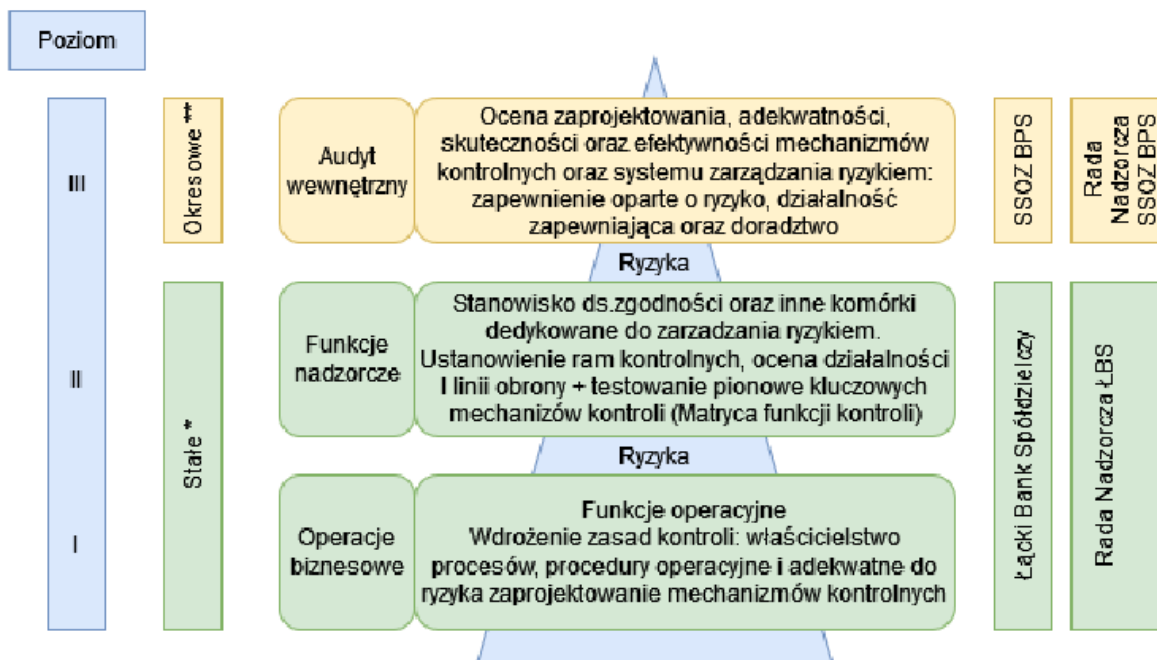 Poziom
III
Okresowe **
Audyt
wewnętrzny
Ocena zaprojektowania, adekwatności,
skuteczności oraz efektywności mechanizmów
kontrolnych oraz systemu zarządzania ryzykiem:
zapewnienie oparte o ryzyko, działalność
zapewniająca oraz doradztwo
SSOZ BPS
Rada
Nadzorcza
SSOZ BPS
Ryzyka
II
Stałe *
Funkcje
nadzorcze
Stanowisko ds.zgodności oraz inne komórki
dedykowane do zarzadzania ryzykiem.
Ustanowienie ram kontrolnych, ocena działalności
I linii obrony + testowanie pionowe kluczowych
mechanizów kontroli (Matryca funkcji kontroli)
Łącki Bank Spółdzielczy
Rada Nadzorcza ŁBS
Ryzyka
I
Operacje
biznesowe
Funkcje operacyjne
Wdrożenie zasad kontroli: właścicielstwo
procesów, procedury operacyjne i adekwatne do
ryzyka zaprojektowanie mechanizmów kontrolnych